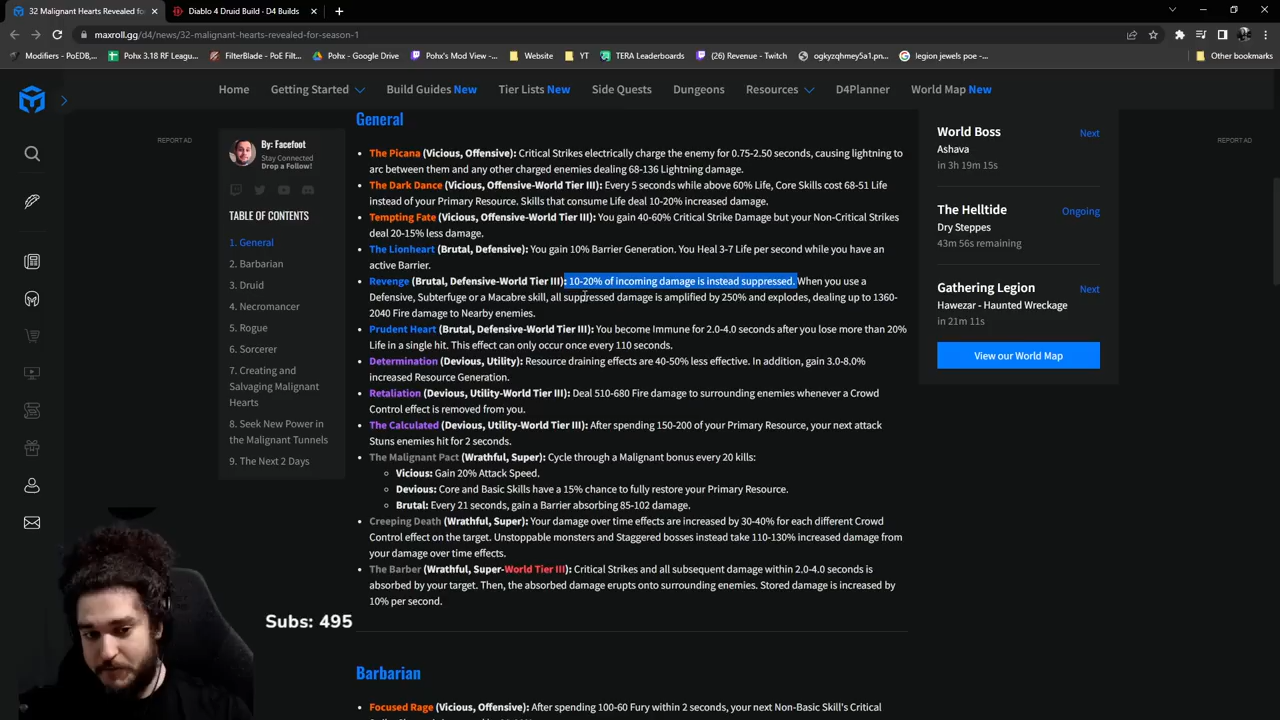 32 Malignant Hearts Revealed for
Diablo 4 Druid Build - D4 Builds
maxroll.gg/d4/news/32-malignant-hearts-revealed-for-season-1
Modifiers - PoEDB,...
Pohx 3.18 RF Leagu...
FilterBlade - PoE Filt...
Pohx - Google Drive
Pohx's MV Overview
Website
YT
TERA Leaderboards
(26) Revenue - Twitch
ogkyzqhmey5a1.pn...
legion jewels poe -...
Other bookmarks
Home
Getting Started
Build Guides New
Tier Lists New
Side Quests
Dungeons
Resources
D4Planner
World Map New
REPORT AD
By: Facefoot
Stay Connected
Drop a Follow!
TABLE OF CONTENTS
1. General
2. Barbarian
3. Druid
4. Necromancer
5. Rogue
6. Sorcerer
7. Creating and
Salvaging Malignant
Hearts
8. Seek New Power in
the Malignant Tunnels
9. The Next 2 Days
General
• The Picana (Vicious, Offensive): Critical Strikes electrically charge the enemy for 0.75-2.50 seconds, causing lightning to
arc between them and any other charged enemies dealing 68-136 Lightning damage.
• The Dark Dance (Vicious, Offensive-World Tier III): Every 5 seconds while above 60% Life, Core Skills cost 68-51 Life
instead of your Primary Resource. Skills that consume Life deal 10-20% increased damage.
• Tempting Fate (Vicious, Offensive-World Tier III): You gain 40-60% Critical Strike Damage but your Non-Critical Strikes
deal 20-15% less damage.
• The Lionheart (Brutal, Defensive): You gain 10% Barrier Generation. You Heal 3-7 Life per second while you have an
active Barrier.
• Revenge (Brutal, Defensive-World Tier III): 10-20% of incoming damage is instead suppressed. When you use a
Defensive, Subterfuge or a Macabre skill, all suppressed damage is amplified by 250% and explodes, dealing up to 1360-
2040 Fire damage to Nearby enemies.
• Prudent Heart (Brutal, Defensive-World Tier III): You become Immune for 2.0-4.0 seconds after you lose more than 20%
Life in a single hit. This effect can only occur once every 110 seconds.
• Determination (Devious, Utility): Resource draining effects are 40-50% less effective. In addition, gain 3.0-8.0%
increased Resource Generation.
• Retaliation (Devious, Utility-World Tier III): Deal 510-680 Fire damage to surrounding enemies whenever a Crowd
Control effect is removed from you.
• The Calculated (Devious, Utility-World Tier III): After spending 150-200 of your Primary Resource, your next attack
Stuns enemies hit for 2 seconds.
• The Malignant Pact (Wrathful, Super): Cycle through a Malignant bonus every 20 kills:
Vicious: Gain 20% Attack Speed.
Devious: Core and Basic Skills have a 15% chance to fully restore your Primary Resource.
Brutal: Every 21 seconds, gain a Barrier absorbing 85-102 damage.
• Creeping Death (Wrathful, Super): Your damage over time effects are increased by 30-40% for each different Crowd
Control effect on the target. Unstoppable monsters and Staggered bosses instead take 110-130% increased damage from
your damage over time effects.
• The Barber (Wrathful, Super-World Tier III): Critical Strikes and all subsequent damage within 2.0-4.0 seconds is
absorbed by your target. Then, the absorbed damage erupts onto surrounding enemies. Stored damage is increased by
10% per second.
Barbarian
• Focused Rage (Vicious, Offensive): After spending 100-60 Fury within 2 seconds, your next Non-Basic Skill's Critical
World Boss
Next
Ashava
in 3h 19m 15s
The Helltide
Ongoing
Dry Steppes
43m 56s remaining
Gathering Legion
Next
Hawezar - Haunted Wreckage
in 21m 11s
View our World Map
REPORT AD
Subs: 495